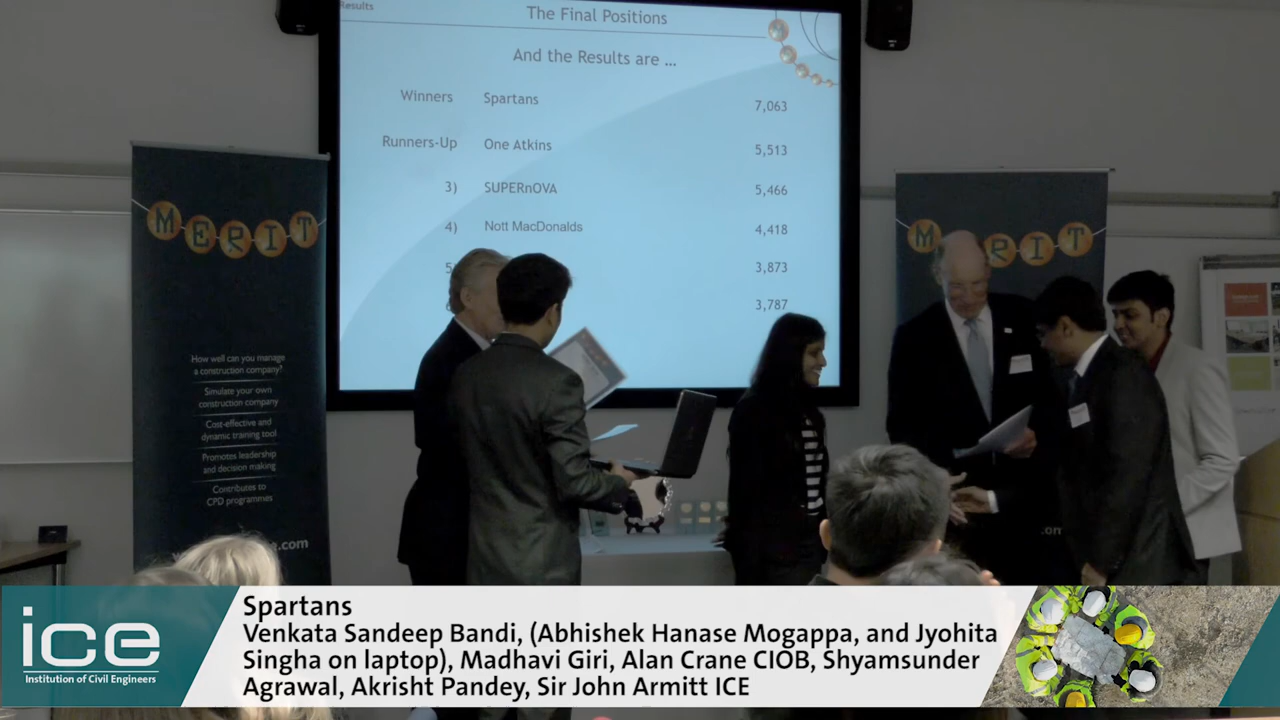 Results
The Final Positions
And the Results are ...
Winners Spartans 7,063
Runners-Up One Atkins 5,513
3) SUPERnOVA 5,466
4) Nott MacDonalds 4,418
5 3,873
3,787
MERIT
How well can you manage
a construction company?
Simulate your own
construction company
Cost-effective and
dynamic training tool
Promotes leadership
and decision making
Contributes to
CPD programmes
.com
M RIT
.om
ice
Institution of Civil Engineers
Spartans
Venkata Sandeep Bandi, (Abhishek Hanase Mogappa, and Jyohita
Singha on laptop), Madhavi Giri, Alan Crane CIOB, Shyamsunder
Agrawal, Akrisht Pandey, Sir John Armitt ICE